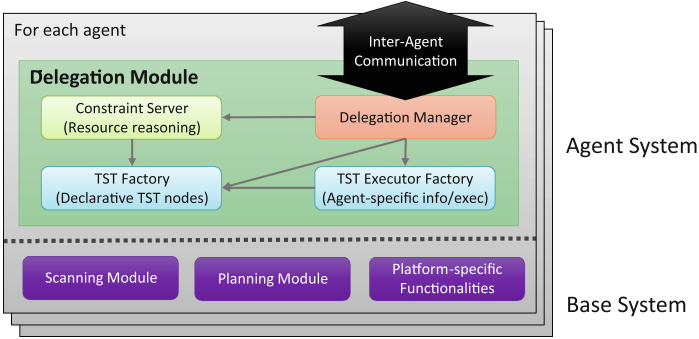 For each agent
Inter-Agent
Communication
Delegation Module
Constraint Server
(Resource reasoning)
Delegation Manager
TST Factory
(Declarative TST nodes)
TST Executor Factory
(Agent-specific info/exec)
Agent System
Scanning Module
Planning Module
Platform-specific
Functionalities
Base System